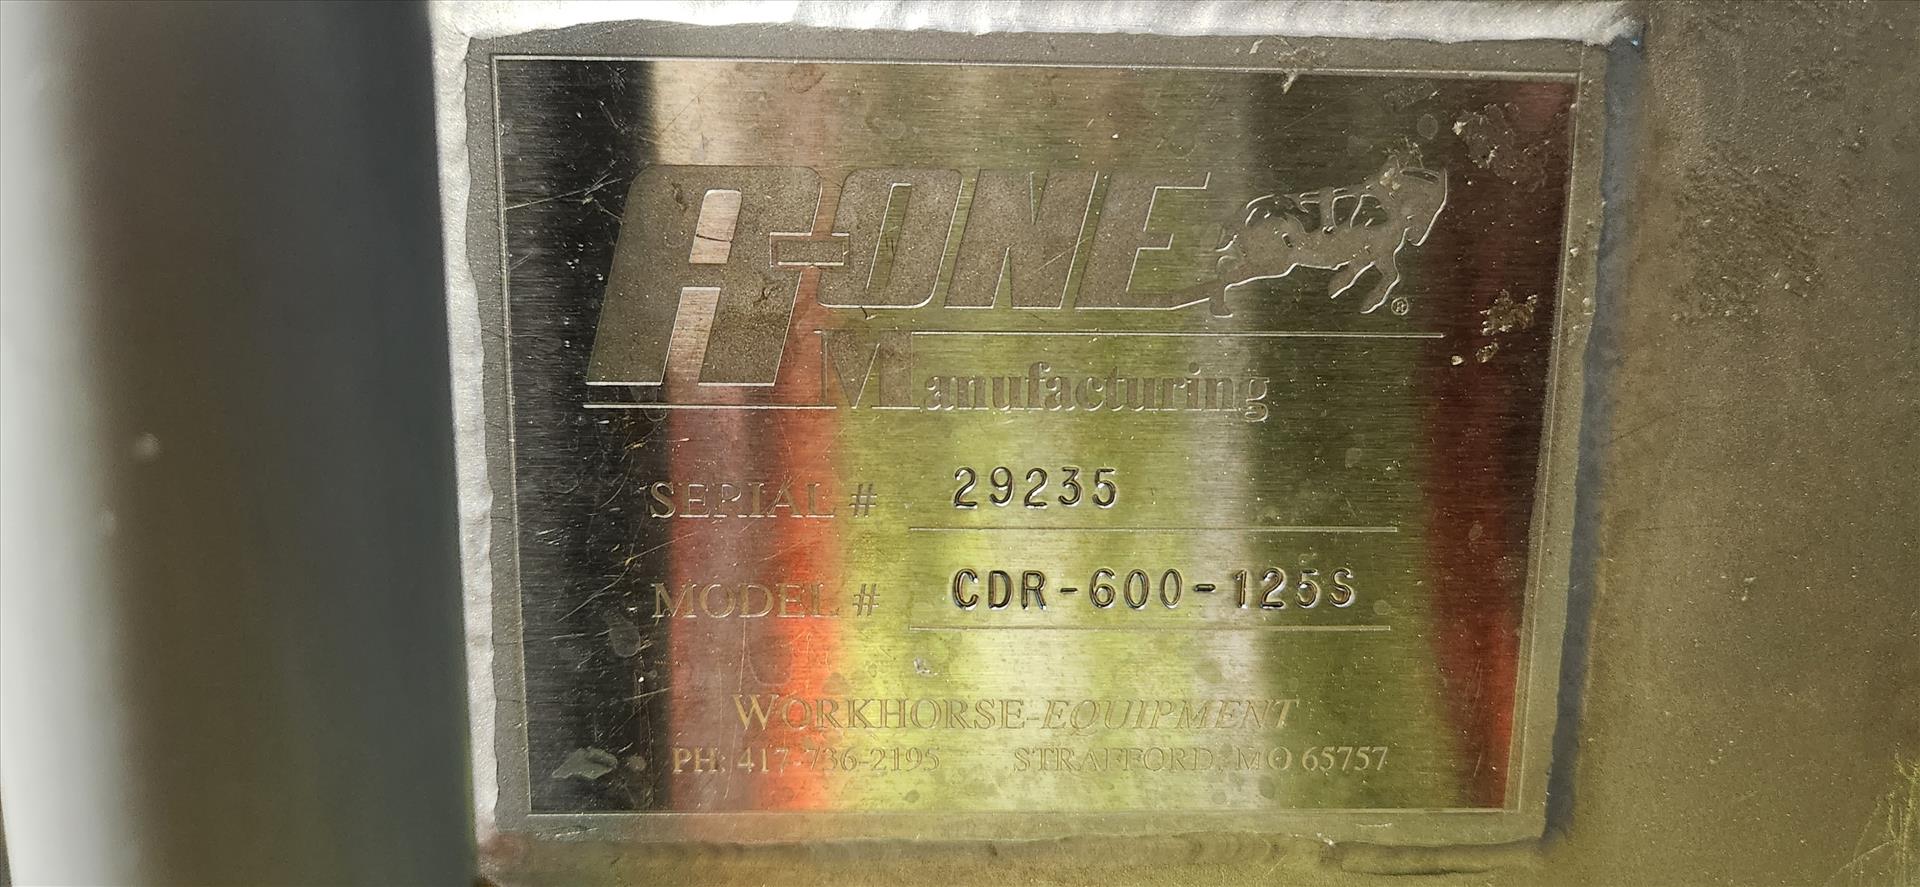 A-ONE ®
Manufacturing
SERIAL # 29235
MODEL # CDR-600-125S
WORKHORSE-EQUIPMENT
PH: 417-736-2195 STRAFFORD, MO 65757